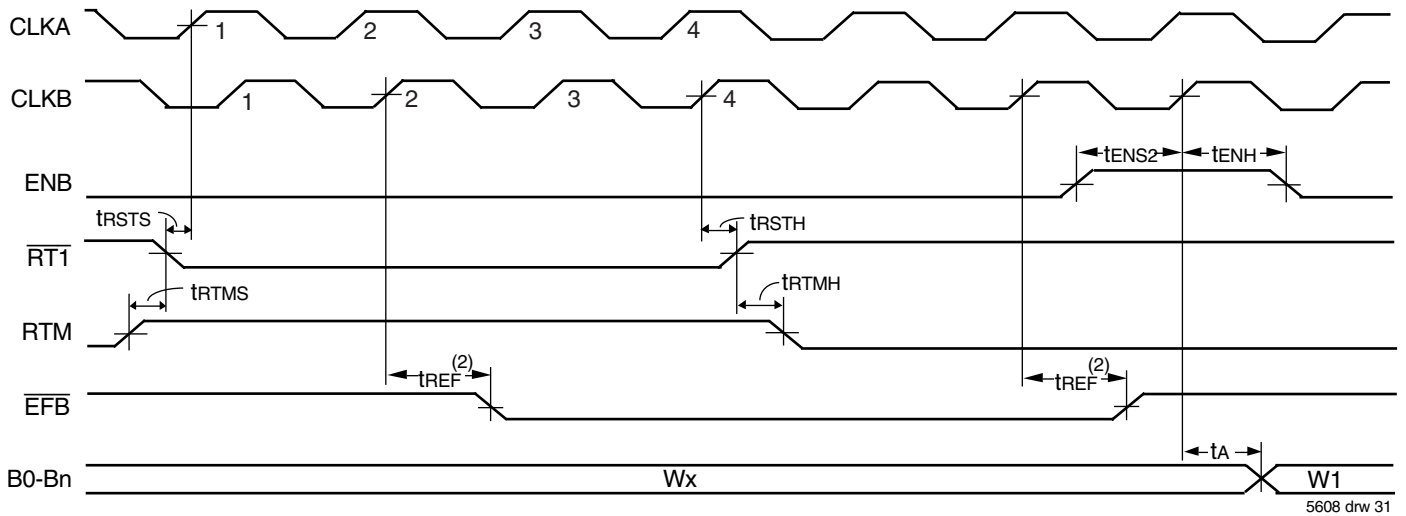 CLKA 1 2 3 4
CLKB 1 2 3 4
ENB tENS2 tENH
tRSTS tRSTH
RT1
tRTMS tRTMH
RTM
tREF(2) tREF(2)
EFB
tA
B0-Bn Wx W1
5608 drw 31